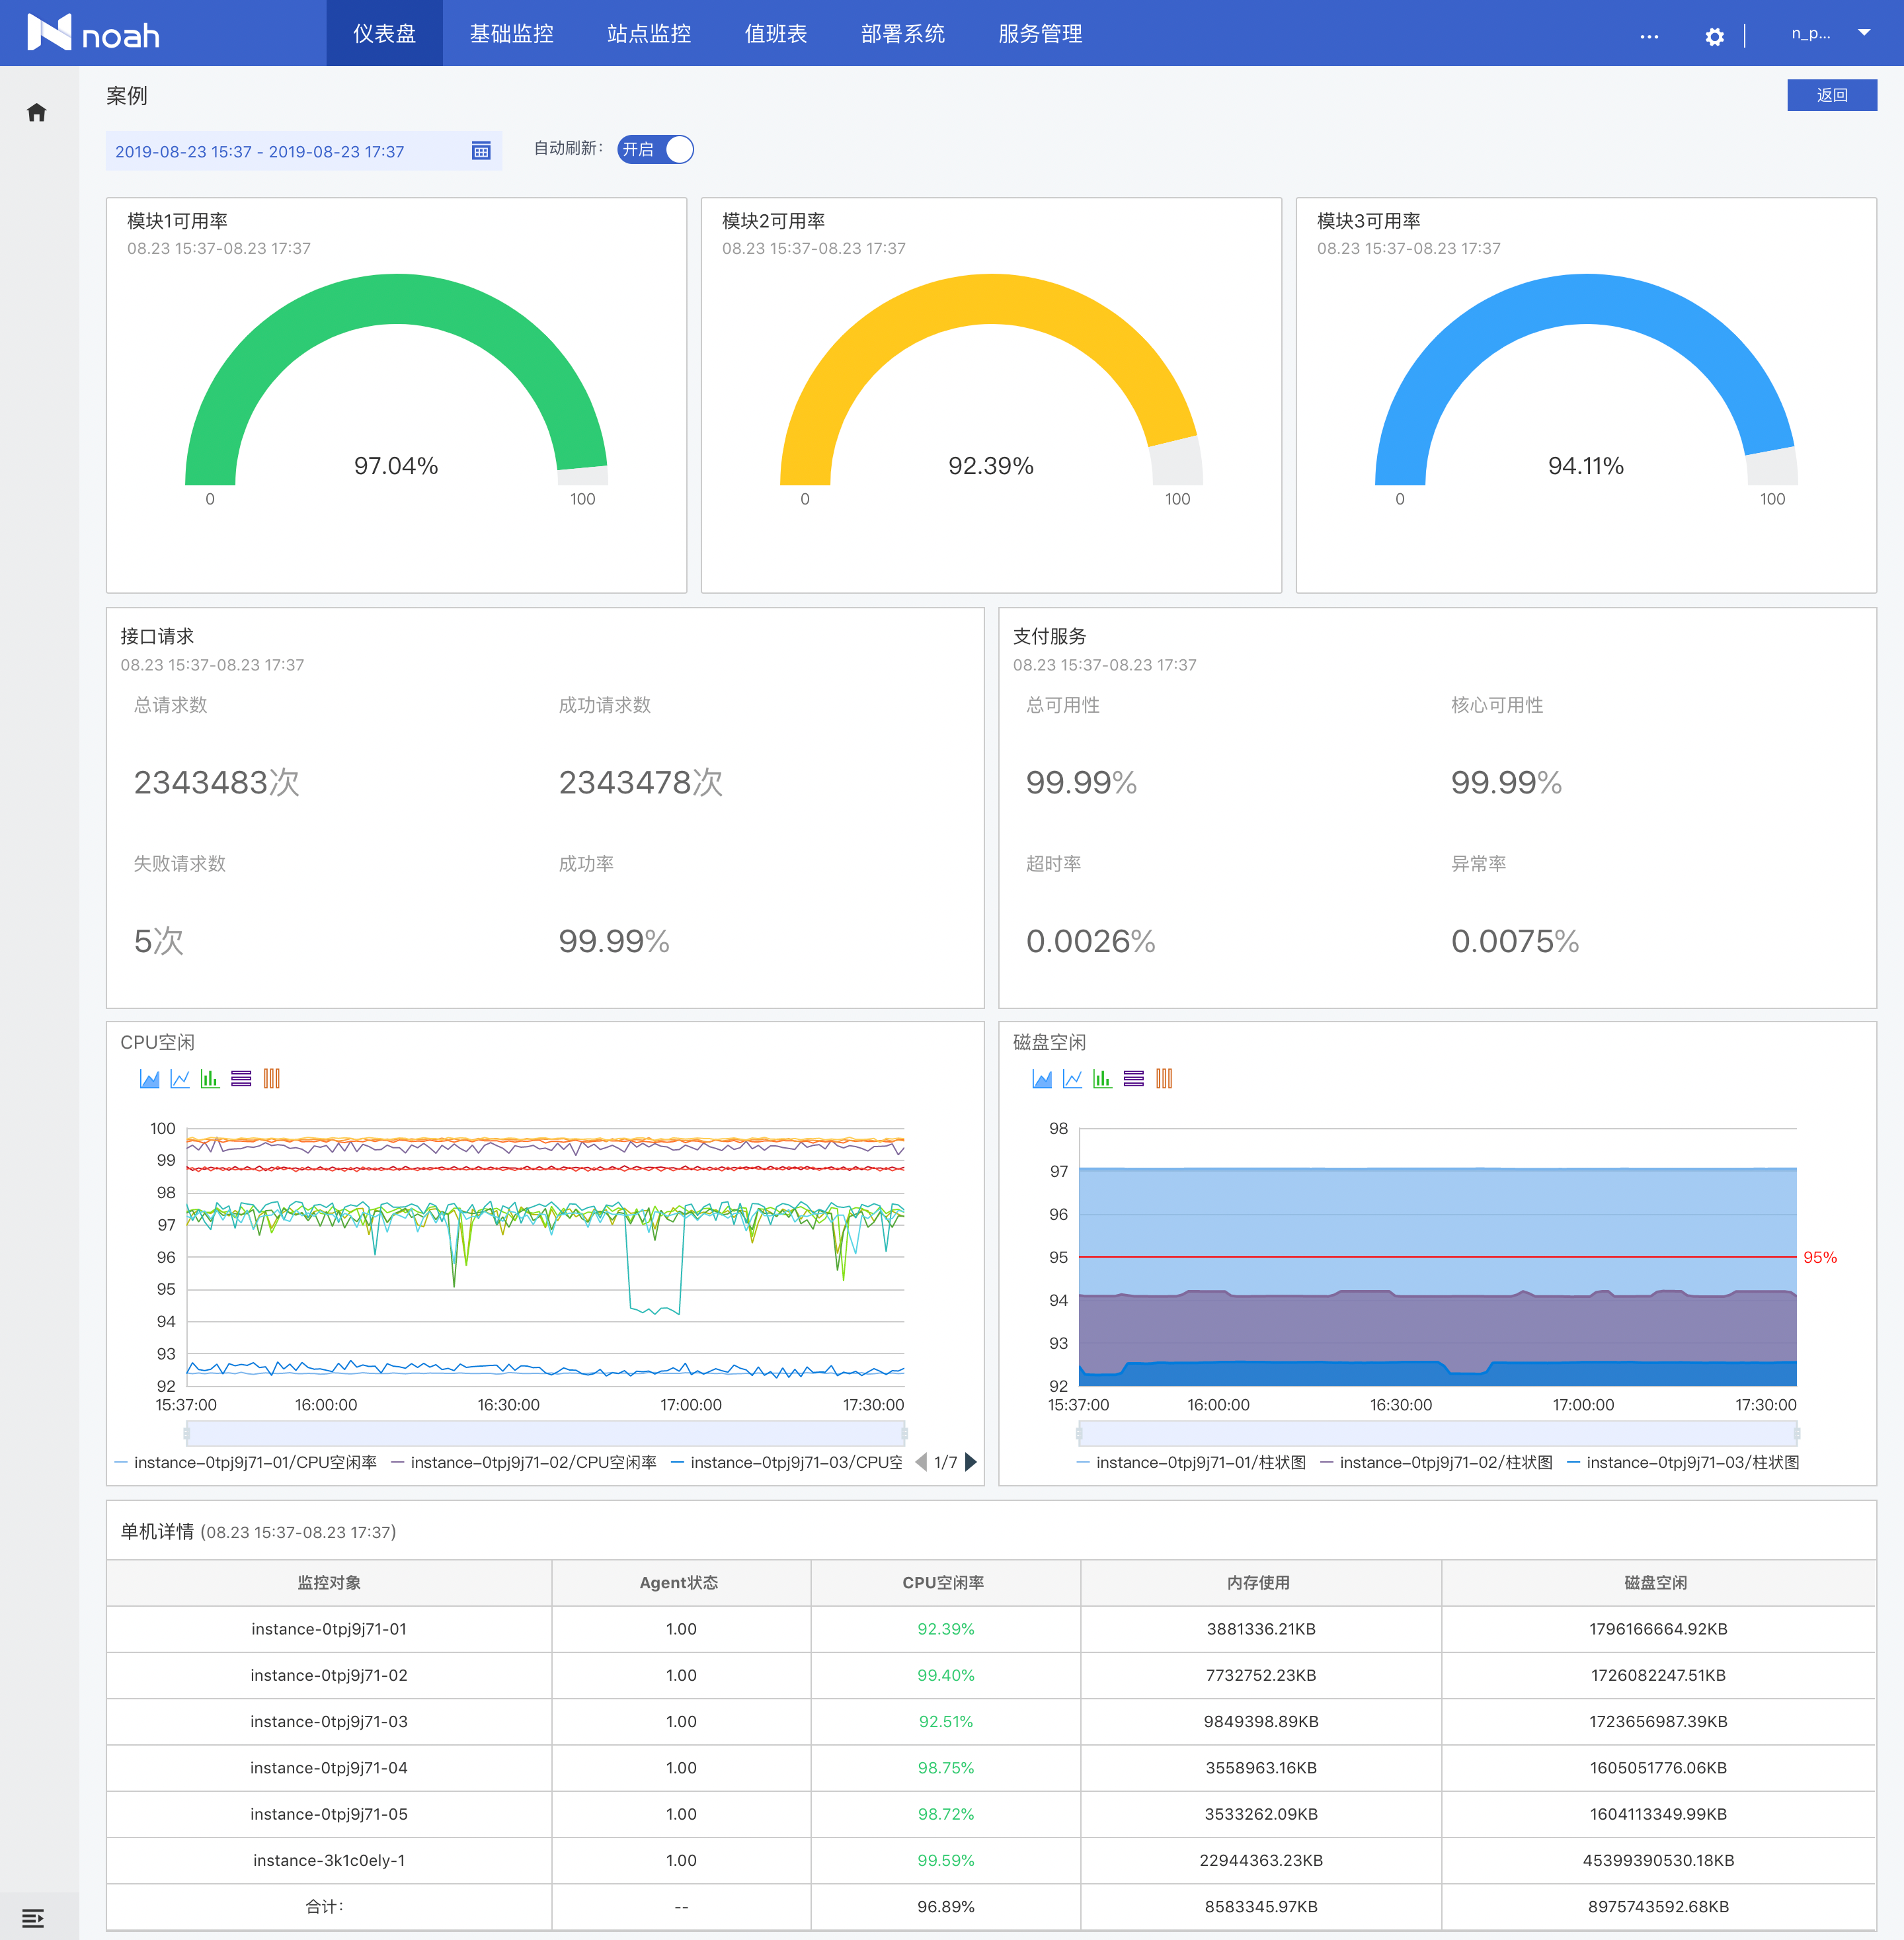 noah
仪表盘 基础监控 站点监控 值班表 部署系统 服务管理 ... n_p...
案例 返回
2019-08-23 15:37 - 2019-08-23 17:37 自动刷新： 开启
模块1可用率
08.23 15:37-08.23 17:37
97.04%
0 100
模块2可用率
08.23 15:37-08.23 17:37
92.39%
0 100
模块3可用率
08.23 15:37-08.23 17:37
94.11%
0 100
接口请求
08.23 15:37-08.23 17:37
总请求数 成功请求数
2343483次 2343478次
失败请求数 成功率
5次 99.99%
支付服务
08.23 15:37-08.23 17:37
总可用性 核心可用性
99.99% 99.99%
超时率 异常率
0.0026% 0.0075%
CPU空闲
100
99
98
97
96
95
94
93
92
15:37:00 16:00:00 16:30:00 17:00:00 17:30:00
instance-0tpj9j71-01/CPU空闲率 instance-0tpj9j71-02/CPU空闲率 instance-0tpj9j71-03/CPU空 1/7
磁盘空闲
98
97
96
95 95%
94
93
92
15:37:00 16:00:00 16:30:00 17:00:00 17:30:00
instance-0tpj9j71-01/柱状图 instance-0tpj9j71-02/柱状图 instance-0tpj9j71-03/柱状图
单机详情 (08.23 15:37-08.23 17:37)
监控对象 Agent状态 CPU空闲率 内存使用 磁盘空闲
instance-0tpj9j71-01 1.00 92.39% 3881336.21KB 1796166664.92KB
instance-0tpj9j71-02 1.00 99.40% 7732752.23KB 1726082247.51KB
instance-0tpj9j71-03 1.00 92.51% 9849398.89KB 1723656987.39KB
instance-0tpj9j71-04 1.00 98.75% 3558963.16KB 1605051776.06KB
instance-0tpj9j71-05 1.00 98.72% 3533262.09KB 1604113349.99KB
instance-3k1c0ely-1 1.00 99.59% 22944363.23KB 45399390530.18KB
合计： -- 96.89% 8583345.97KB 8975743592.68KB